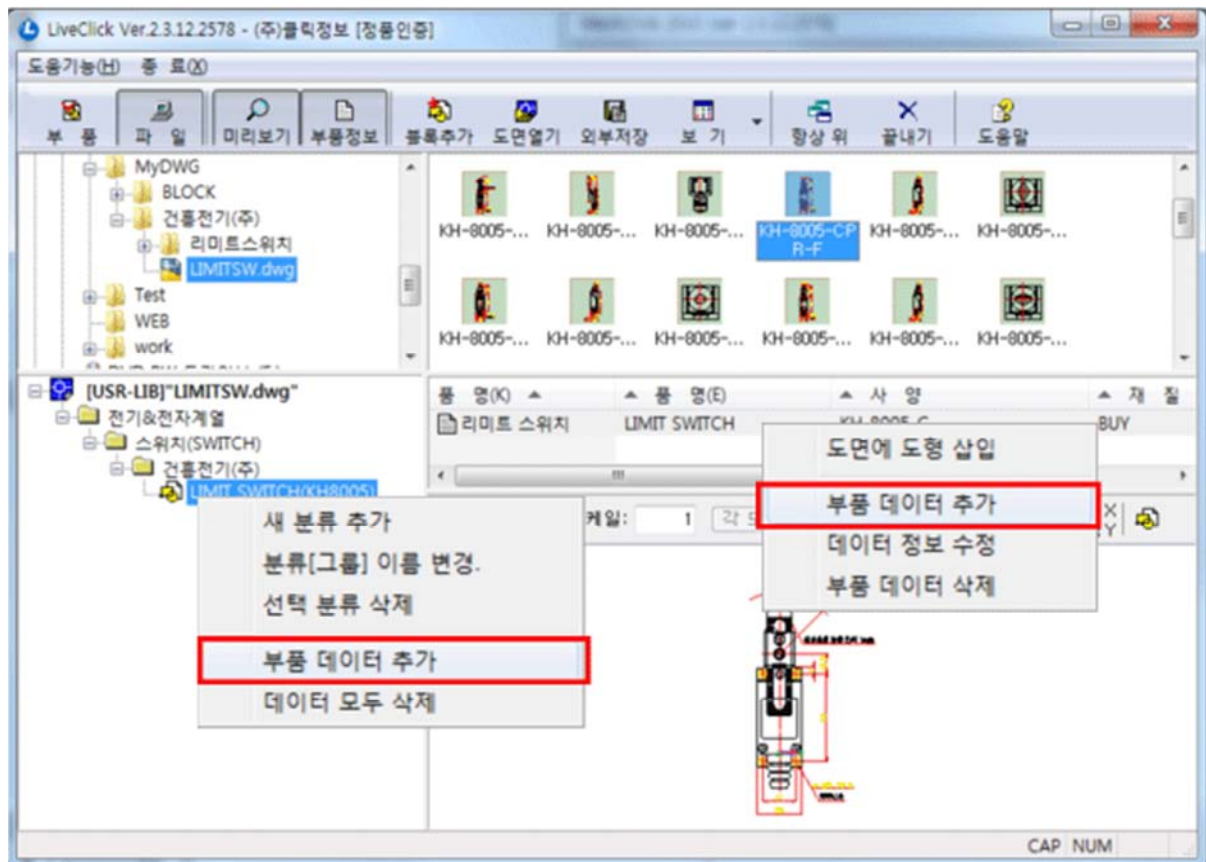 LiveClick Ver.2.3.12.2578 - (주)클릭정보 [정품인증]
도움기능(H) 종 료(X)
부 품 파 일 미리보기 부품정보 블록추가 도면열기 외부저장 보 기 항상 위 끝내기 도움말
MyDWG
BLOCK
건흥전기(주)
리미트스위치
LIMITSW.dwg
Test
WEB
work
KH-8005-... KH-8005-... KH-8005-... KH-8005-CP KH-8005-... KH-8005-...
R-F
KH-8005-... KH-8005-... KH-8005-... KH-8005-... KH-8005-... KH-8005-...
[USR-LIB]"LIMITSW.dwg"
전기&전자계열
스위치(SWITCH)
건흥전기(주)
LIMIT SWITCH(KH8005)
품 명(K) 품 명(E) 사 양 재 질
리미트 스위치 LIMIT SWITCH KH-8005-C BUY
케일: 1 각
X
Y
새 분류 추가
분류[그룹] 이름 변경.
선택 분류 삭제
부품 데이터 추가
데이터 모두 삭제
도면에 도형 삽입
부품 데이터 추가
데이터 정보 수정
부품 데이터 삭제
CAP NUM